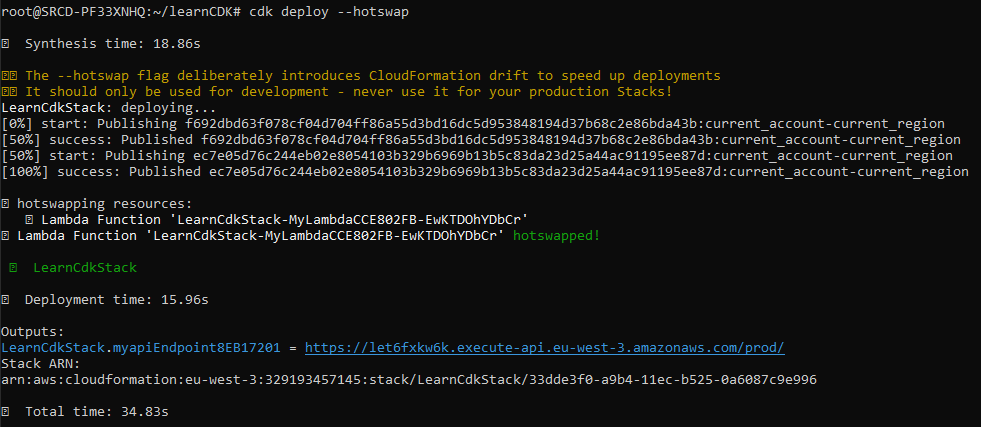 root@SRCD-PF33XNHQ:~/learnCDK# cdk deploy --hotswap
Synthesis time: 18.86s
The --hotswap flag deliberately introduces CloudFormation drift to speed up deployments
It should only be used for development - never use it for your production Stacks!
LearnCdkStack: deploying...
[0%] start: Publishing f692dbd63f078cf04d704ff86a55d3bd16dc5d953848194d37b68c2e86bda43b:current_account-current_region
[50%] success: Published f692dbd63f078cf04d704ff86a55d3bd16dc5d953848194d37b68c2e86bda43b:current_account-current_region
[50%] start: Publishing ec7e05d76c244eb02e8054103b329b6969b13b5c83da23d25a44ac91195ee87d:current_account-current_region
[100%] success: Published ec7e05d76c244eb02e8054103b329b6969b13b5c83da23d25a44ac91195ee87d:current_account-current_region
hotswapping resources:
Lambda Function 'LearnCdkStack-MyLambdaCCE802FB-EwKTDOhYDbCr'
Lambda Function 'LearnCdkStack-MyLambdaCCE802FB-EwKTDOhYDbCr' hotswapped!
LearnCdkStack
Deployment time: 15.96s
Outputs:
LearnCdkStack.myapiEndpoint8EB17201 = https://let6fxkw6k.execute-api.eu-west-3.amazonaws.com/prod/
Stack ARN:
arn:aws:cloudformation:eu-west-3:329193457145:stack/LearnCdkStack/33dde3f0-a9b4-11ec-b525-0a6087c9e996
Total time: 34.83s